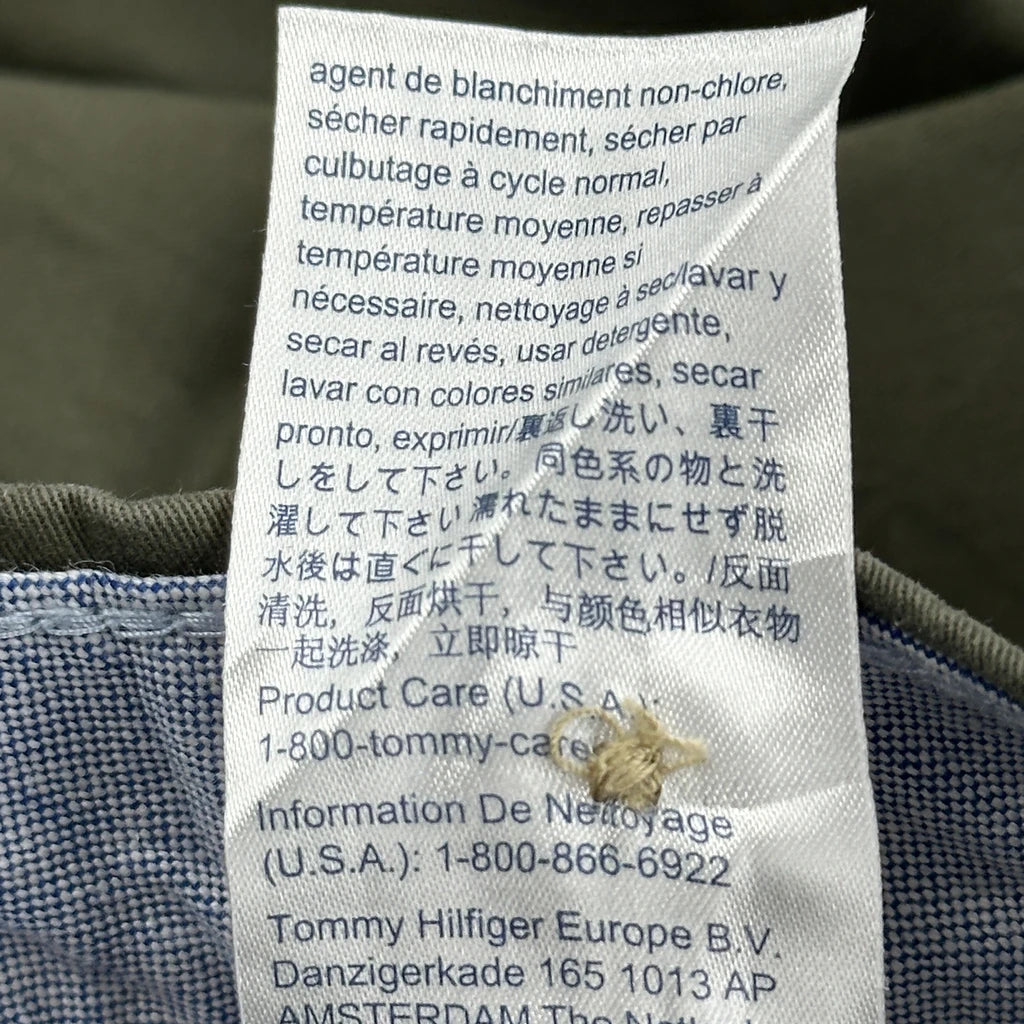 agent de blanchiment non-chlore,
sécher rapidement, sécher par
culbutage à cycle normal,
température moyenne, repasser à
température moyenne si
nécessaire, nettoyage à sec/lavar y
secar al revés, usar detergente,
lavar con colores similares, secar
pronto, exprimir/裏返し洗い、裏干
しをして下さい。同色系の物と洗
濯して下さい濡れたままにせず脱
水後は直ぐに干して下さい。/反面
清洗，反面烘干，与颜色相似衣物
一起洗涤，立即晾干
Product Care (U.S.A.):
1-800-tommy-care
Information De Nettoyage
(U.S.A.): 1-800-866-6922
Tommy Hilfiger Europe B.V.
Danzigerkade 165 1013 AP
AMSTERDAM The